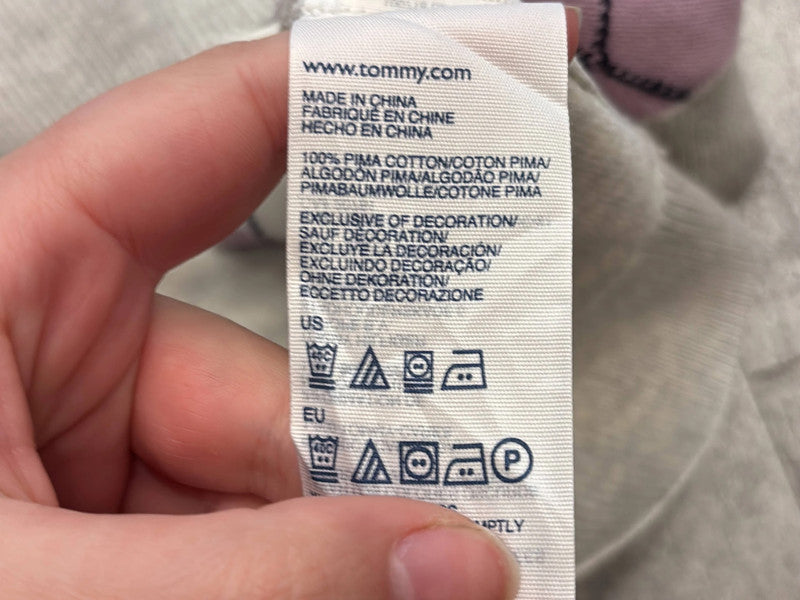 www.tommy.com
MADE IN CHINA
FABRIQUÉ EN CHINE
HECHO EN CHINA
100% PIMA COTTON/COTON PIMA/
ALGODÓN PIMA/ALGODÃO PIMA/
PIMABAUMWOLLE/COTONE PIMA
EXCLUSIVE OF DECORATION/
SAUF DÉCORATION/
EXCLUYE LA DECORACIÓN/
EXCLUINDO DECORAÇÃO/
OHNE DEKORATION/
ECCETTO DECORAZIONE
US
EU
P